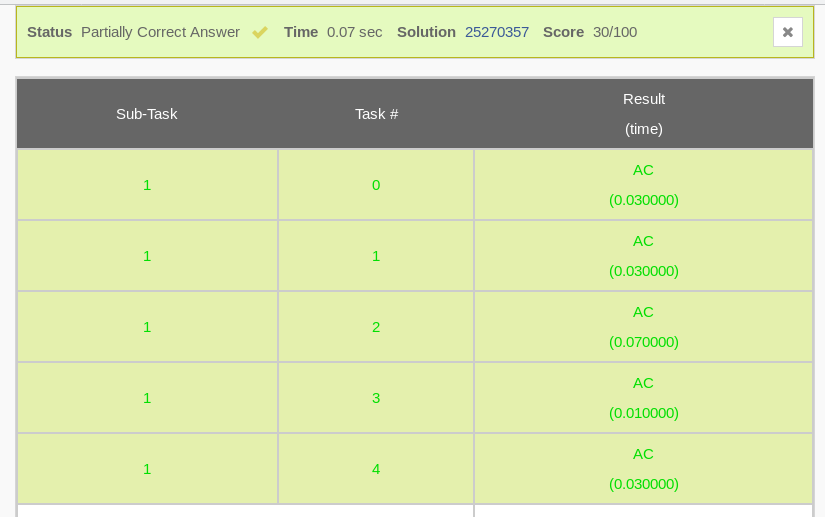 Status Partially Correct Answer Time 0.07 sec Solution 25270357 Score 30/100
Sub-Task Task # Result (time)
1 0 AC (0.030000)
1 1 AC (0.030000)
1 2 AC (0.070000)
1 3 AC (0.010000)
1 4 AC (0.030000)